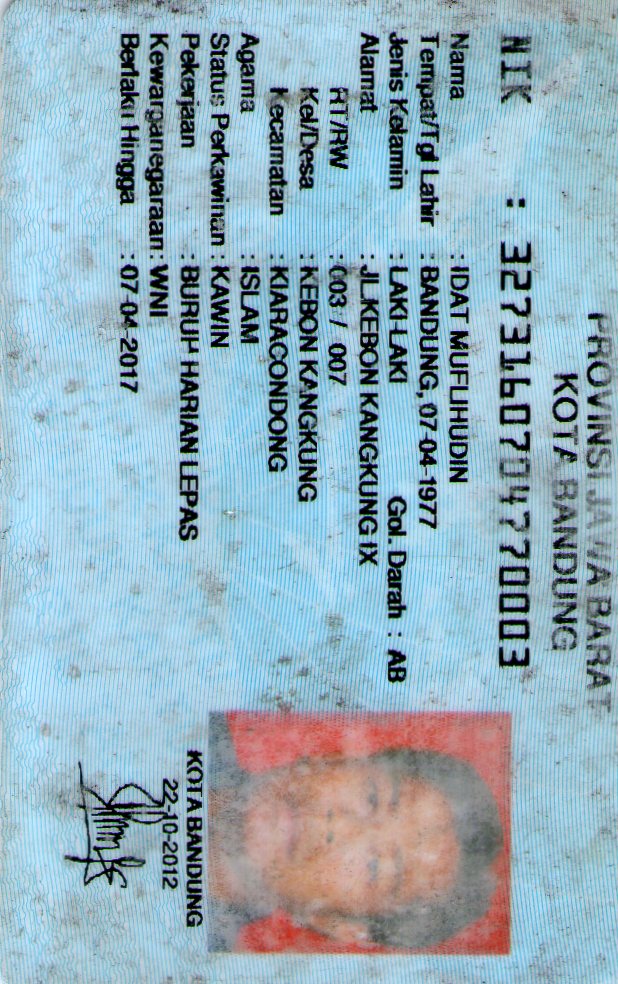 PROVINSI JAWA BARAT
KOTA BANDUNG
NIK : 3273160704770003
Nama : IDAT MUFLIHUDIN
Tempat/Tgl Lahir : BANDUNG, 07-04-1977
Jenis Kelamin : LAKI-LAKI Gol. Darah : AB
Alamat : JL.KEBON KANGKUNG IX
RT/RW : 003 / 007
Kel/Desa : KEBON KANGKUNG
Kecamatan : KIARACONDONG
Agama : ISLAM
Status Perkawinan : KAWIN
Pekerjaan : BURUH HARIAN LEPAS
Kewarganegaraan : WNI
Berlaku Hingga : 07-04-2017
KOTA BANDUNG
22-10-2012